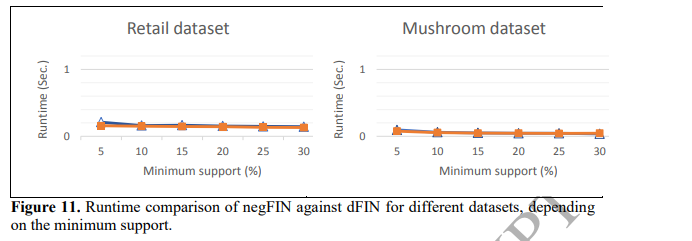 Retail dataset
Runtime (Sec.)
1
0
5 10 15 20 25 30
Minimum support (%)
Mushroom dataset
Runtime (Sec.)
1
0
5 10 15 20 25 30
Minimum support (%)
Figure 11. Runtime comparison of negFIN against dFIN for different datasets, depending
on the minimum support.